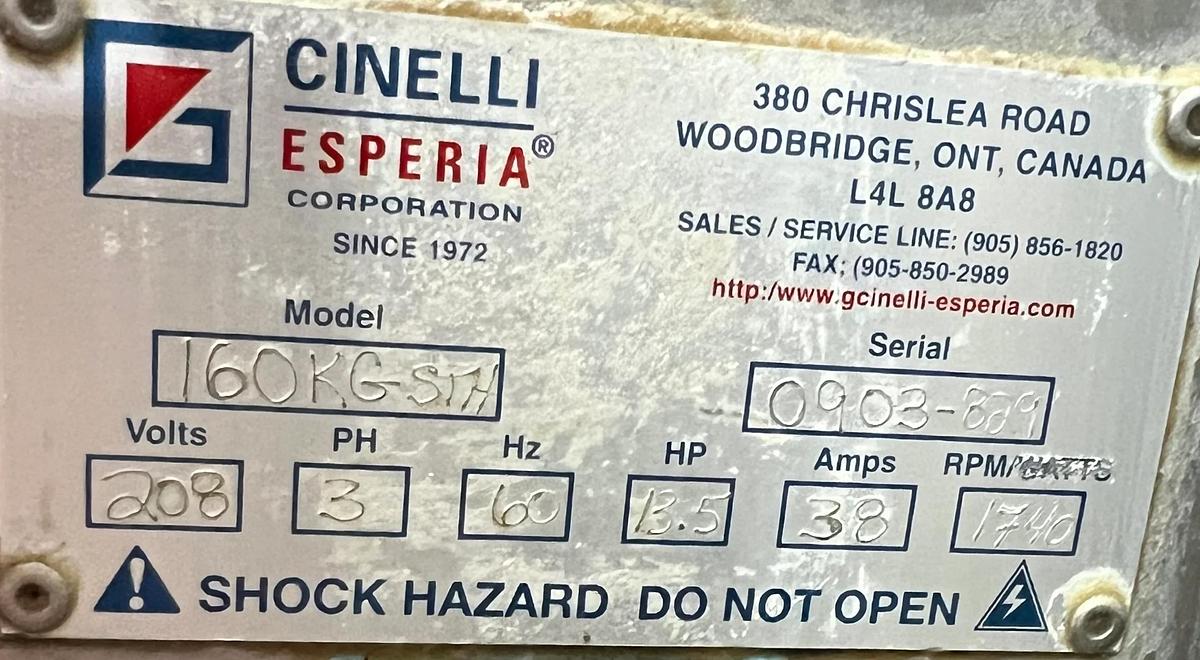 CINELLI
ESPERIA®
CORPORATION
SINCE 1972
380 CHRISLEA ROAD
WOODBRIDGE, ONT, CANADA
L4L 8A8
SALES / SERVICE LINE: (905) 856-1820
FAX: (905-850-2989
http:/www.gcinelli-esperia.com
Model
160KG-STH
Serial
0903-889
Volts PH Hz HP Amps RPM/
208 3 60 13.5 38 1740
SHOCK HAZARD DO NOT OPEN